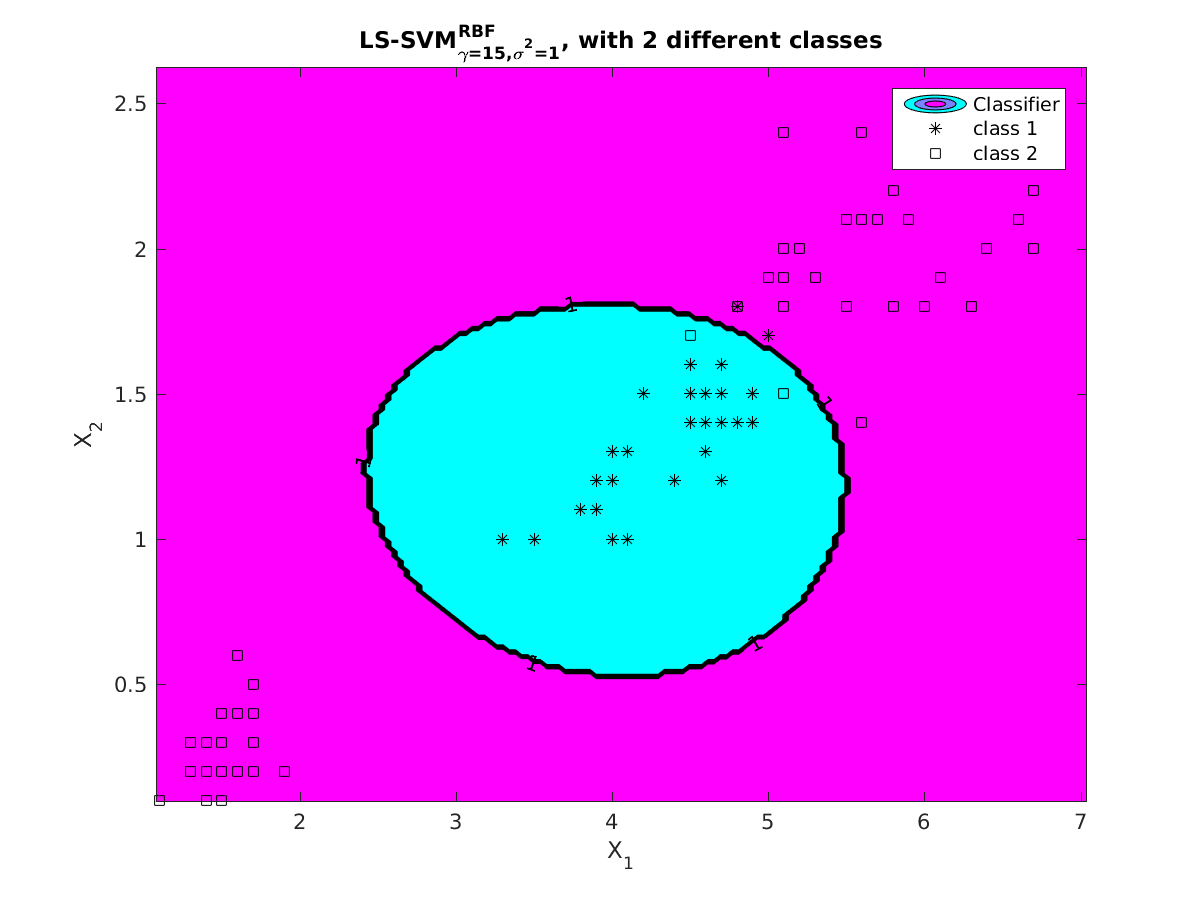 LS-SVM^RBF_γ=15,σ²=1, with 2 different classes
Classifier
class 1
class 2
2.5
2
1.5
1
0.5
X_2
1
1
1
1
1
2
3
4
5
6
7
X_1